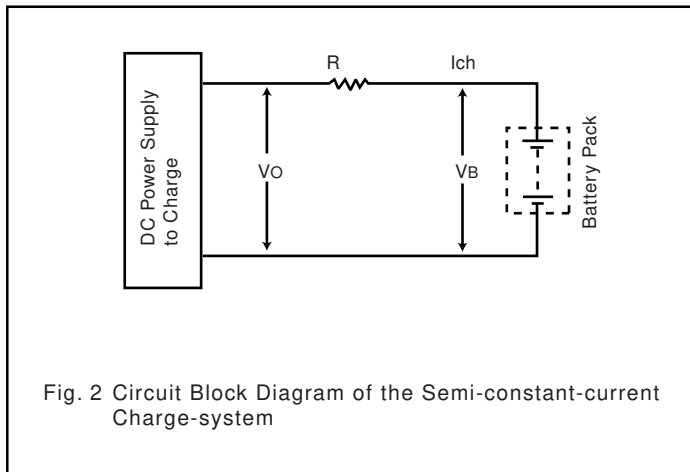 R
Ich
DC Power Supply
to Charge
VO
VB
Battery Pack
Fig. 2 Circuit Block Diagram of the Semi-constant-current
Charge-system